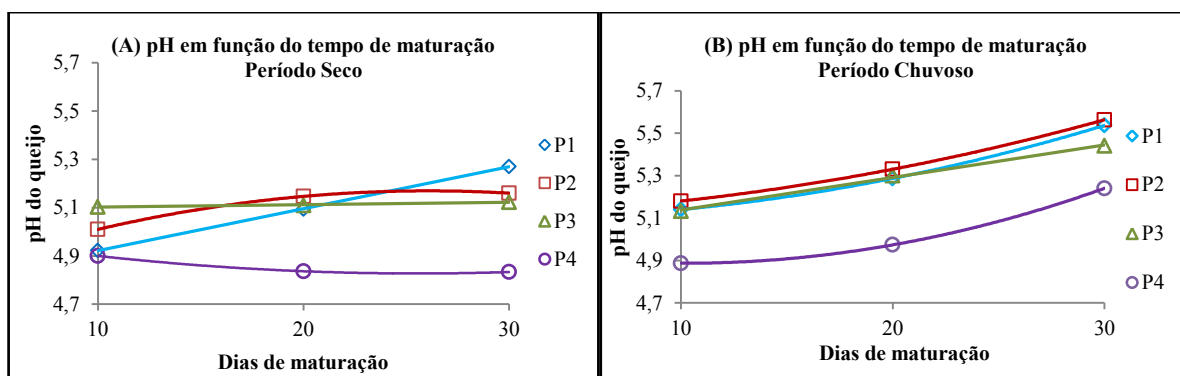 (A) pH em função do tempo de maturação
Período Seco
5,7
5,5
5,3
5,1
4,9
4,7
pH do queijo
10
20
30
Dias de maturação
P1
P2
P3
P4
(B) pH em função do tempo de maturação
Período Chuvoso
5,7
5,5
5,3
5,1
4,9
4,7
pH do queijo
10
20
30
Dias de maturação
P1
P2
P3
P4